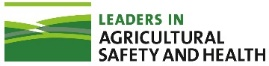 LEADERS IN
AGRICULTURAL
SAFETY AND HEALTH